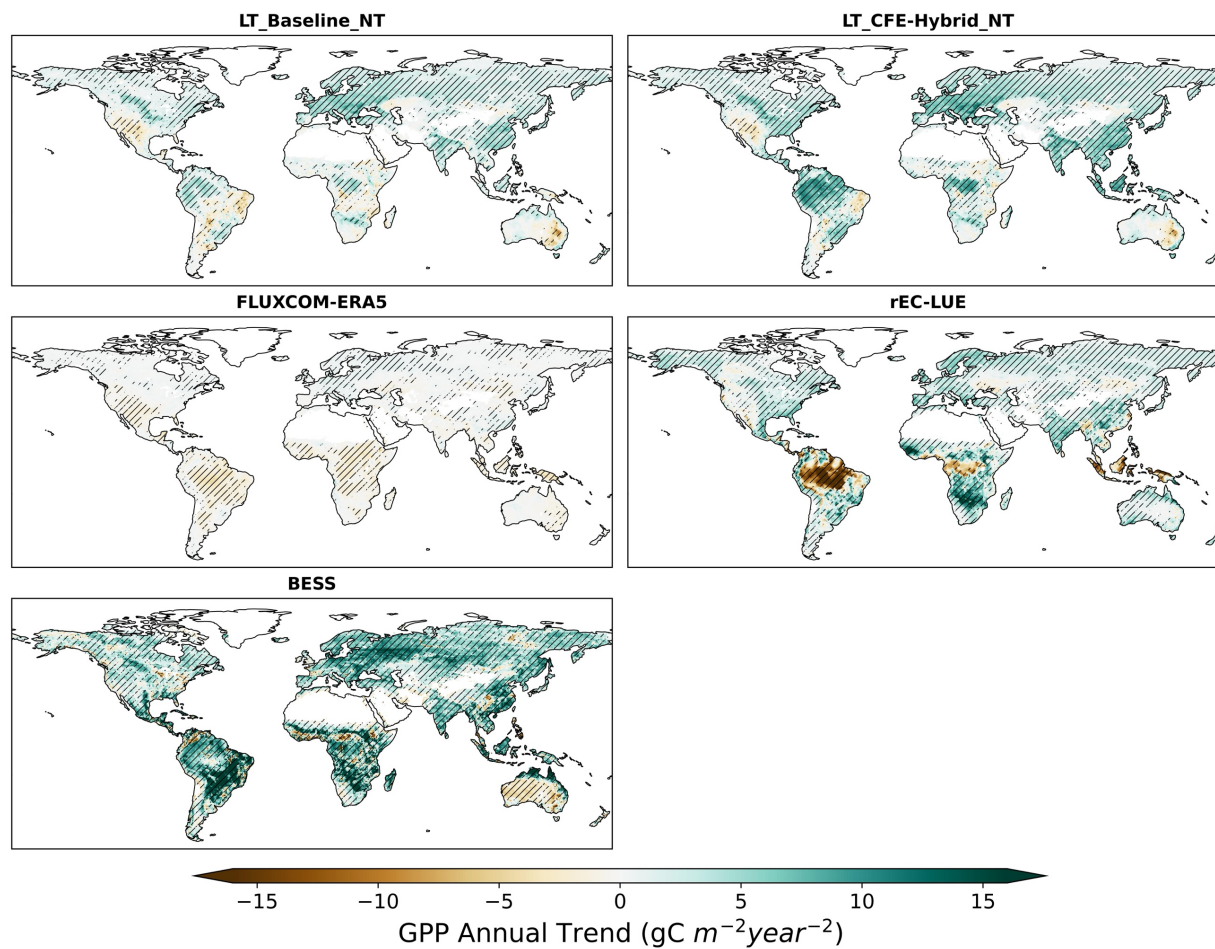 LT_Baseline_NT
LT_CFE-Hybrid_NT
FLUXCOM-ERA5
rEC-LUE
BESS
−15 −10 −5 0 5 10 15
GPP Annual Trend (gC m⁻²year⁻²)